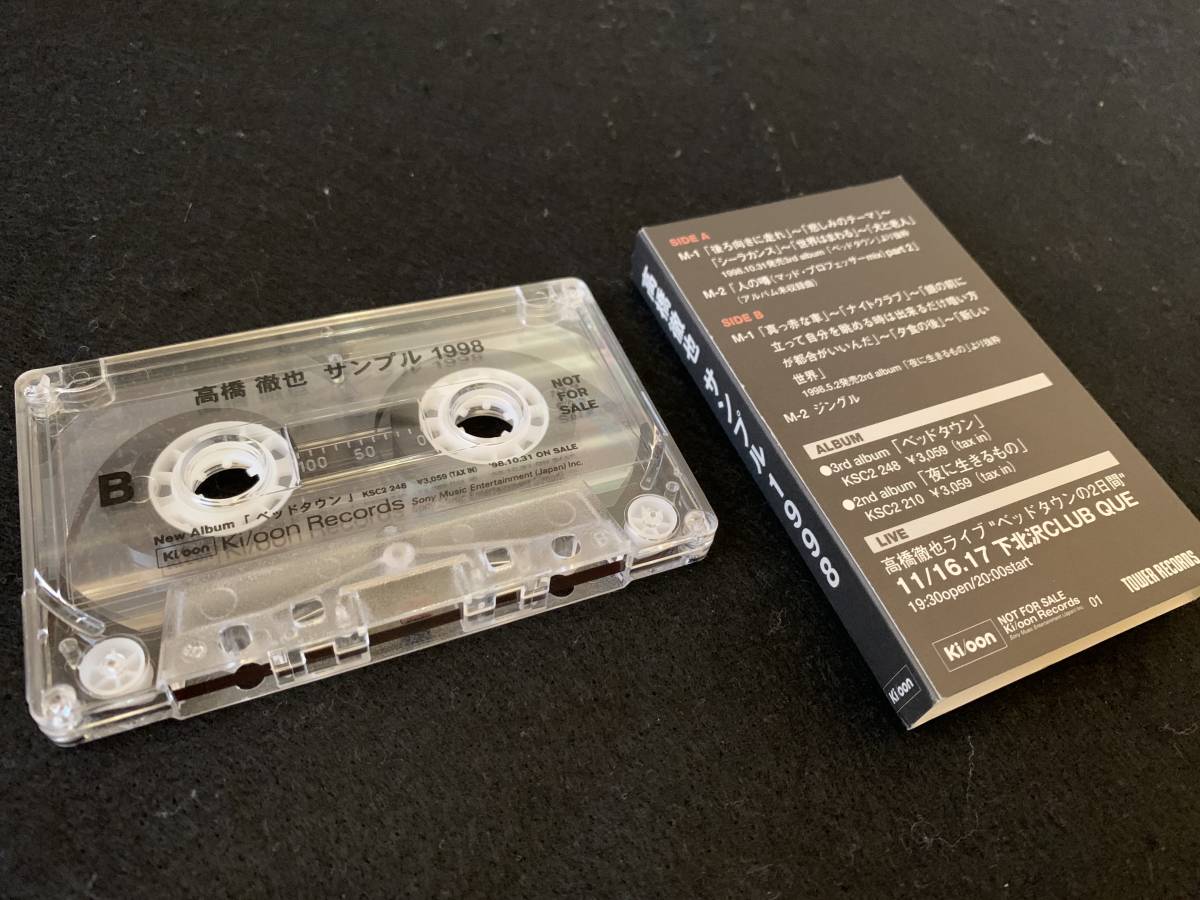 高橋 徹也 サンプル 1998
B
NOT
FOR
SALE
100 50 0
New Album「ベッドタウン」 KSC2 248 ¥3,059 (TAX IN) '98.10.31 ON SALE
Ki/oon Ki/oon Records Sony Music Entertainment (Japan) Inc.
高橋徹也 サンプル1998
Ki/oon
SIDE A
M-1「後ろ向きに走れ」〜「悲しみのテーマ」〜
「シーラカンス」〜「世界はまわる」〜「犬と老人」
1998.10.31発売3rd album「ベッドタウン」より抜粋
M-2「人の噂(マッド・プロフェッサーmix) part.2」
(アルバム未収録曲)
SIDE B
M-1「真っ赤な車」〜「ナイトクラブ」〜「鏡の前に
立って自分を眺める時は出来るだけ暗い方
が都合がいいんだ」〜「夕食の後」〜「新しい
世界」
1998.5.2発売2rd album「夜に生きるもの」より抜粋
M-2 ジングル
ALBUM
●3rd album「ベッドタウン」
KSC2 248 ¥3,059 (tax in)
●2nd album「夜に生きるもの」
KSC2 210 ¥3,059 (tax in)
LIVE
高橋徹也ライブ"ベッドタウンの2日間"
11/16.17 下北沢CLUB QUE
19:30open/20:00start
Ki/oon
NOT FOR SALE
Ki/oon Records
Sony Music Entertainment (Japan) Inc.
01
TOWER RECORDS